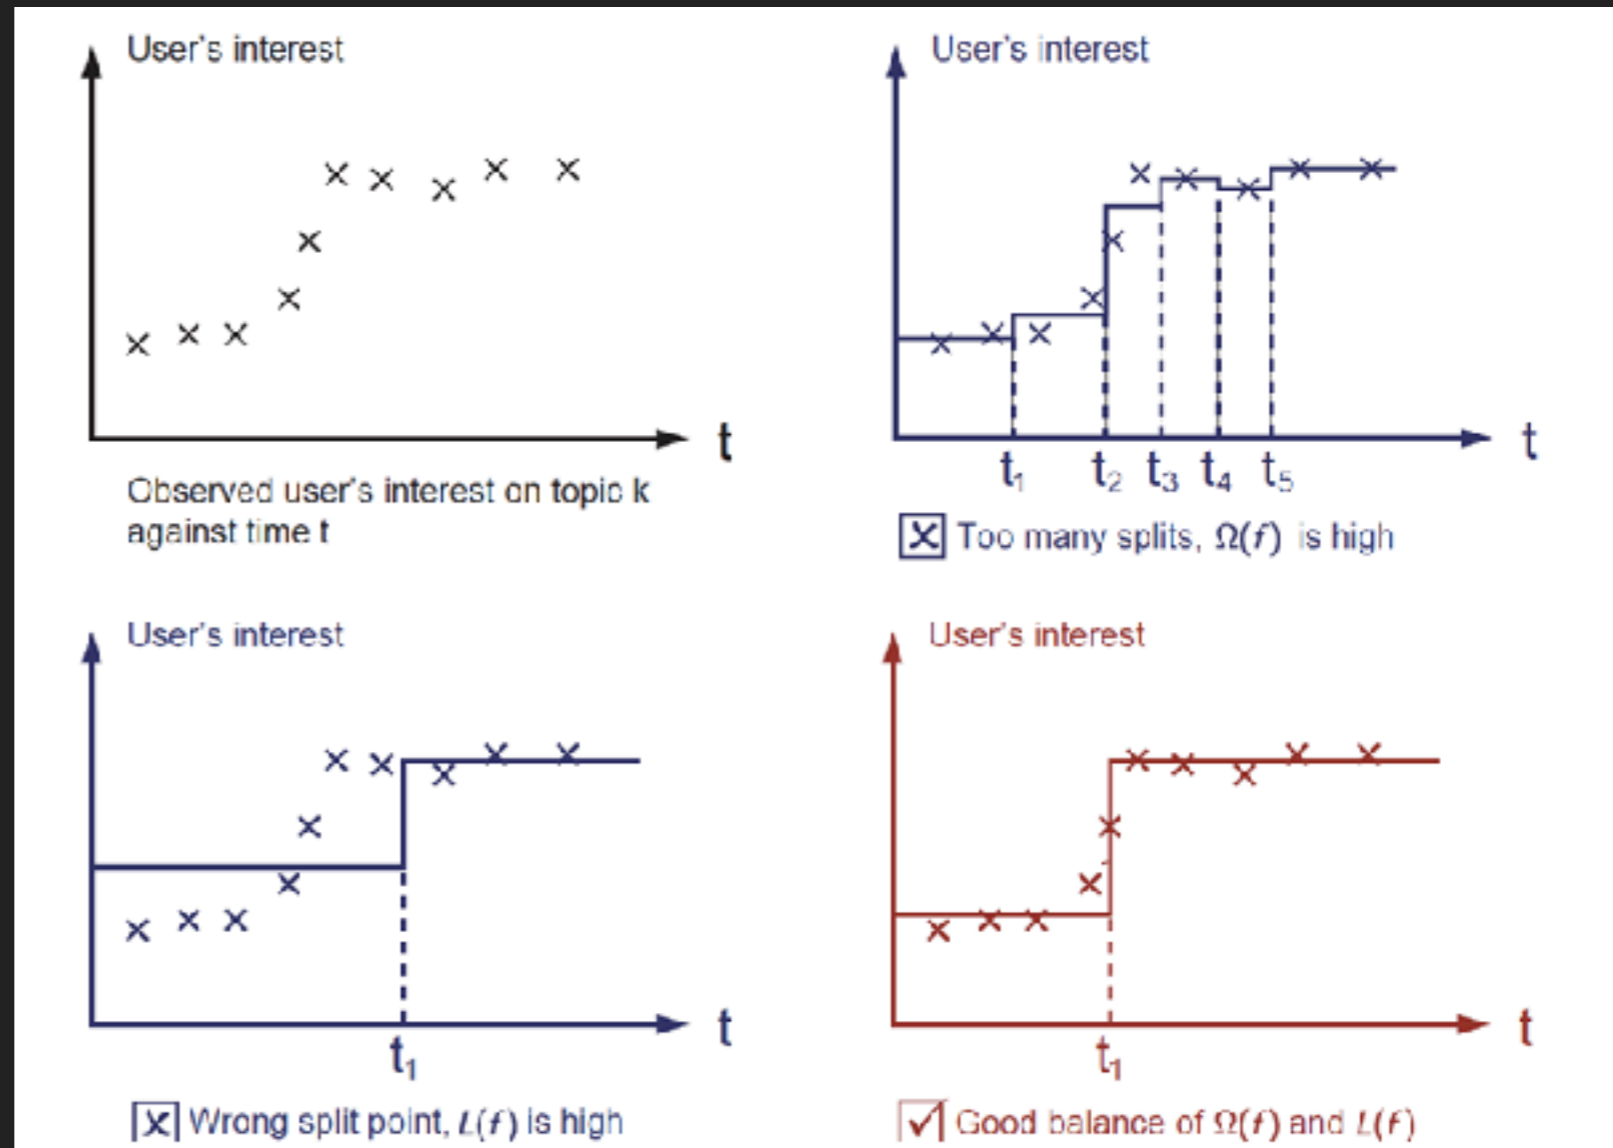 User's interest
t
Observed user's interest on topic k
against time t
User's interest
t
t₁ t₂ t₃ t₄ t₅
Too many splits, Ω(f) is high
User's interest
t
t₁
Wrong split point, L(f) is high
User's interest
t
t₁
Good balance of Ω(f) and L(f)